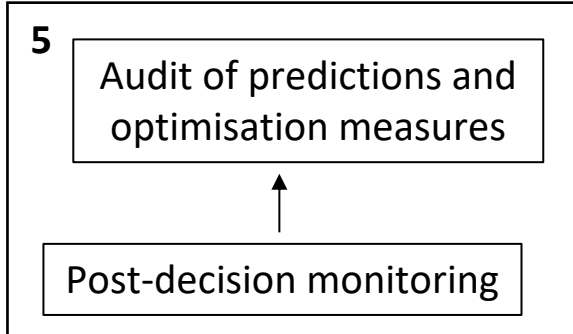 5
Audit of predictions and
optimisation measures
Post-decision monitoring